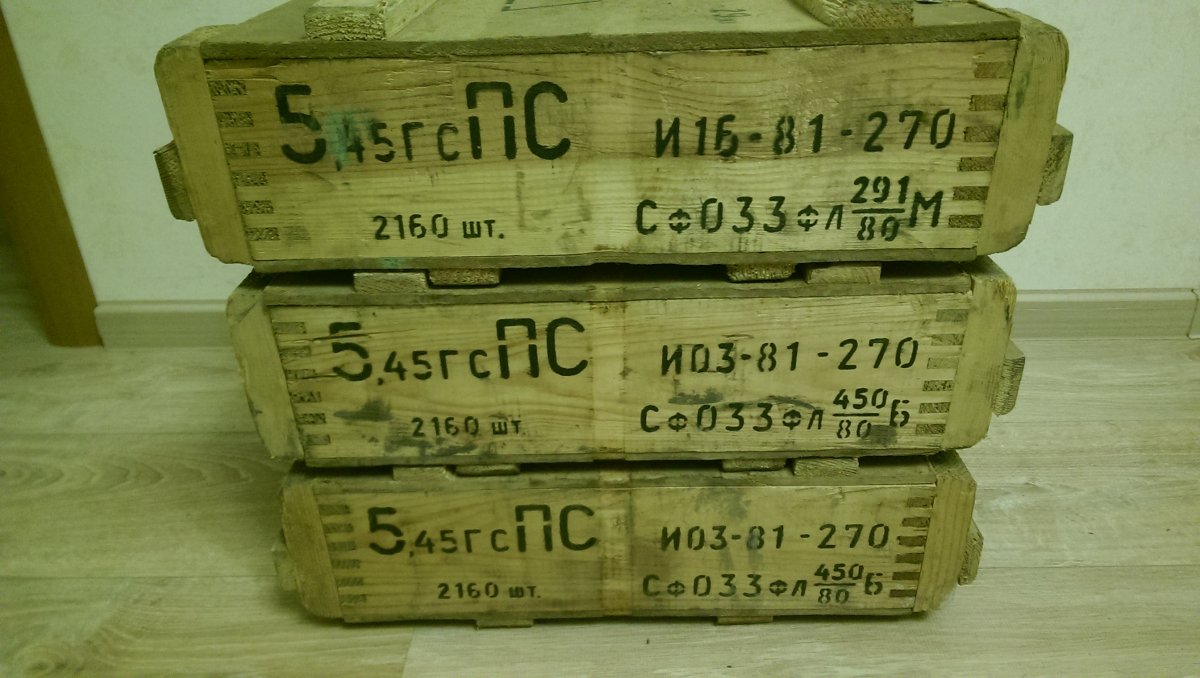 5,45гсПС
И16-81-270
2160 шт.
СФ033фл 291/80 М
5,45гсПС
И03-81-270
2160 шт.
СФ033фл 450/80 Б
5,45гсПС
И03-81-270
2160 шт.
СФ033фл 450/80 Б